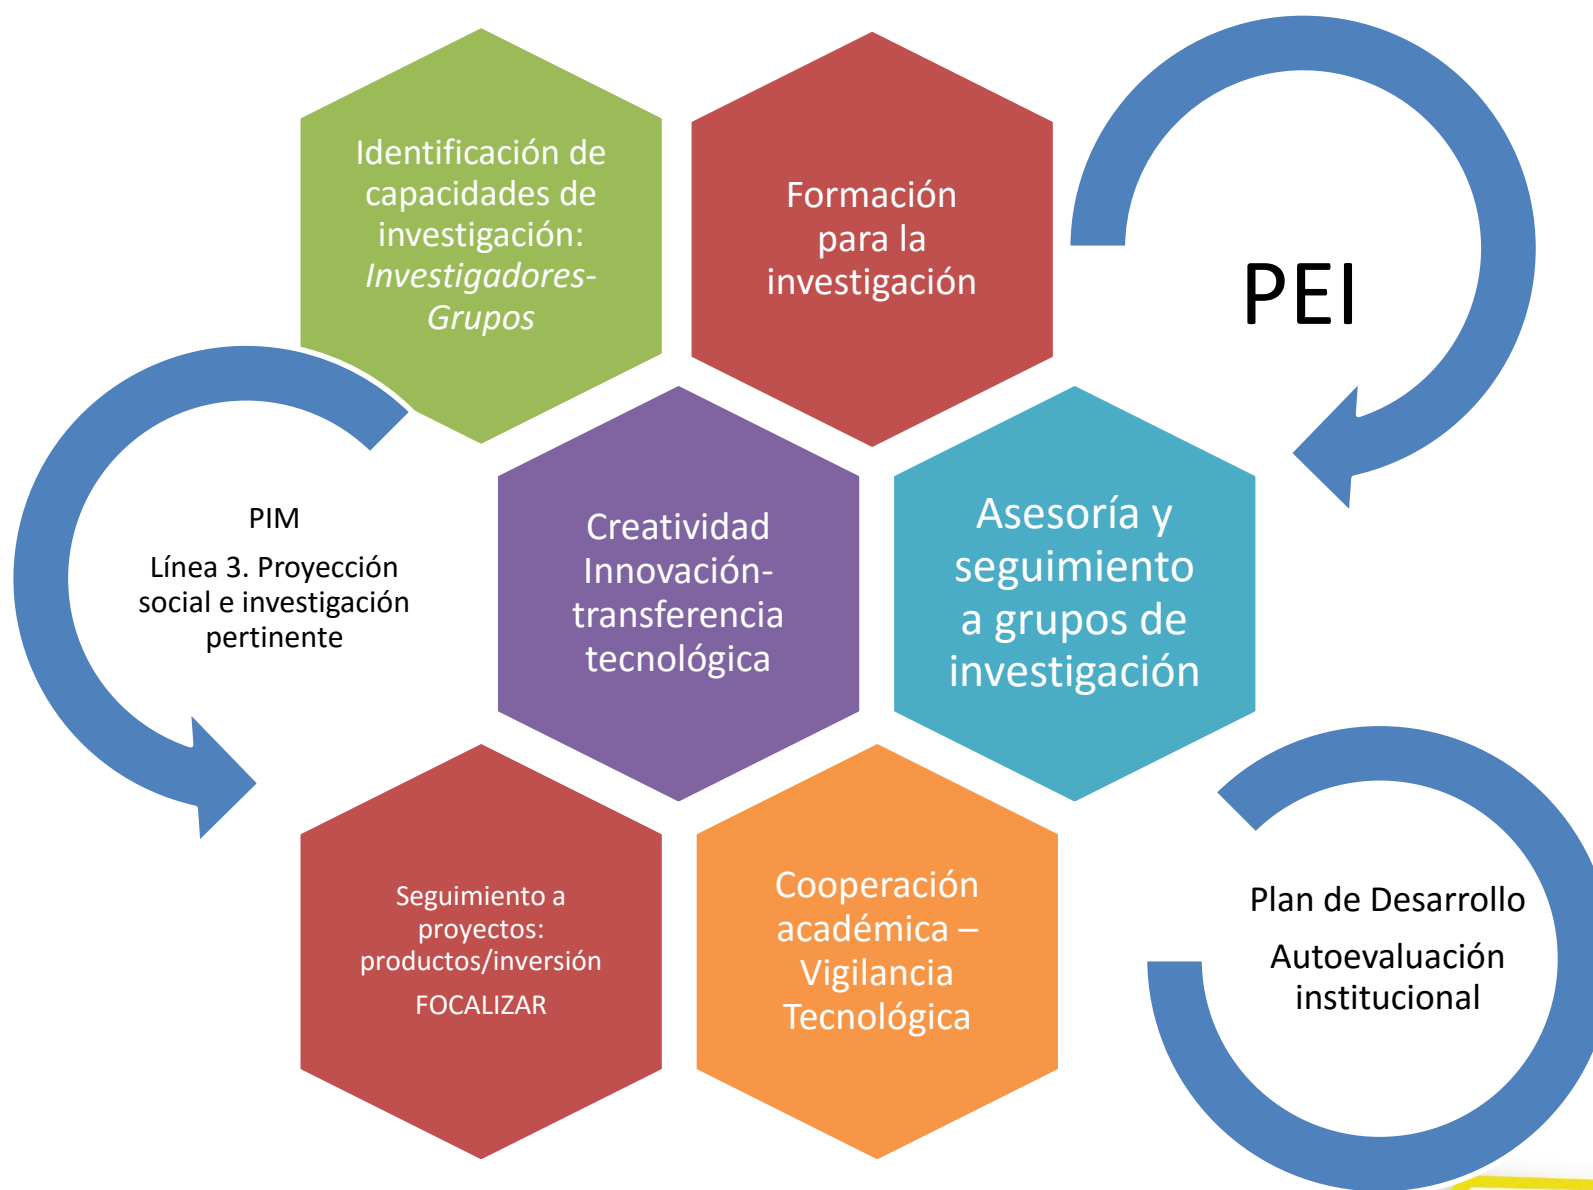 Identificación de
capacidades de
investigación:
Investigadores-
Grupos
Formación
para la
investigación
PEI
PIM
Línea 3. Proyección
social e investigación
pertinente
Creatividad
Innovación-
transferencia
tecnológica
Asesoría y
seguimiento
a grupos de
investigación
Seguimiento a
proyectos:
productos/inversión
FOCALIZAR
Cooperación
académica –
Vigilancia
Tecnológica
Plan de Desarrollo
Autoevaluación
institucional